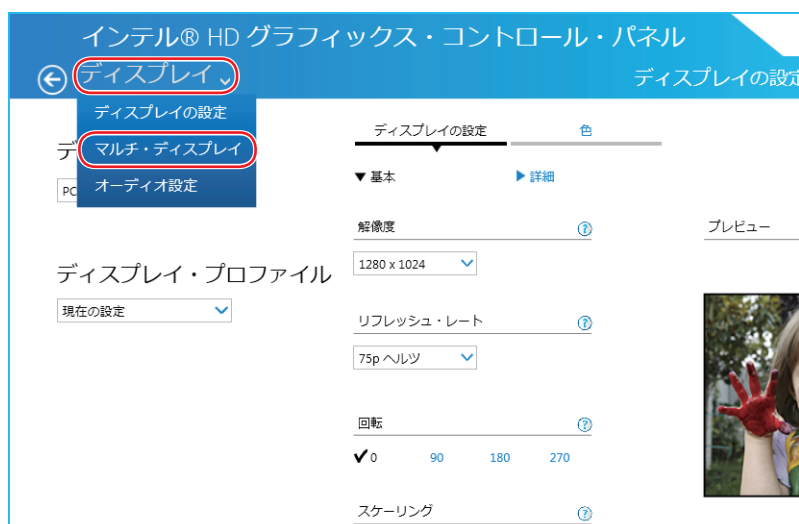 インテル® HD グラフィックス・コントロール・パネル
ディスプレイ
ディスプレイの設定
ディスプレイの設定
マルチ・ディスプレイ
オーディオ設定
デ
PC
ディスプレイ・プロファイル
現在の設定
ディスプレイの設定
色
▼ 基本
▶ 詳細
解像度
?
1280 x 1024
リフレッシュ・レート
?
75p ヘルツ
回転
?
✔ 0 90 180 270
スケーリング
?
プレビュー